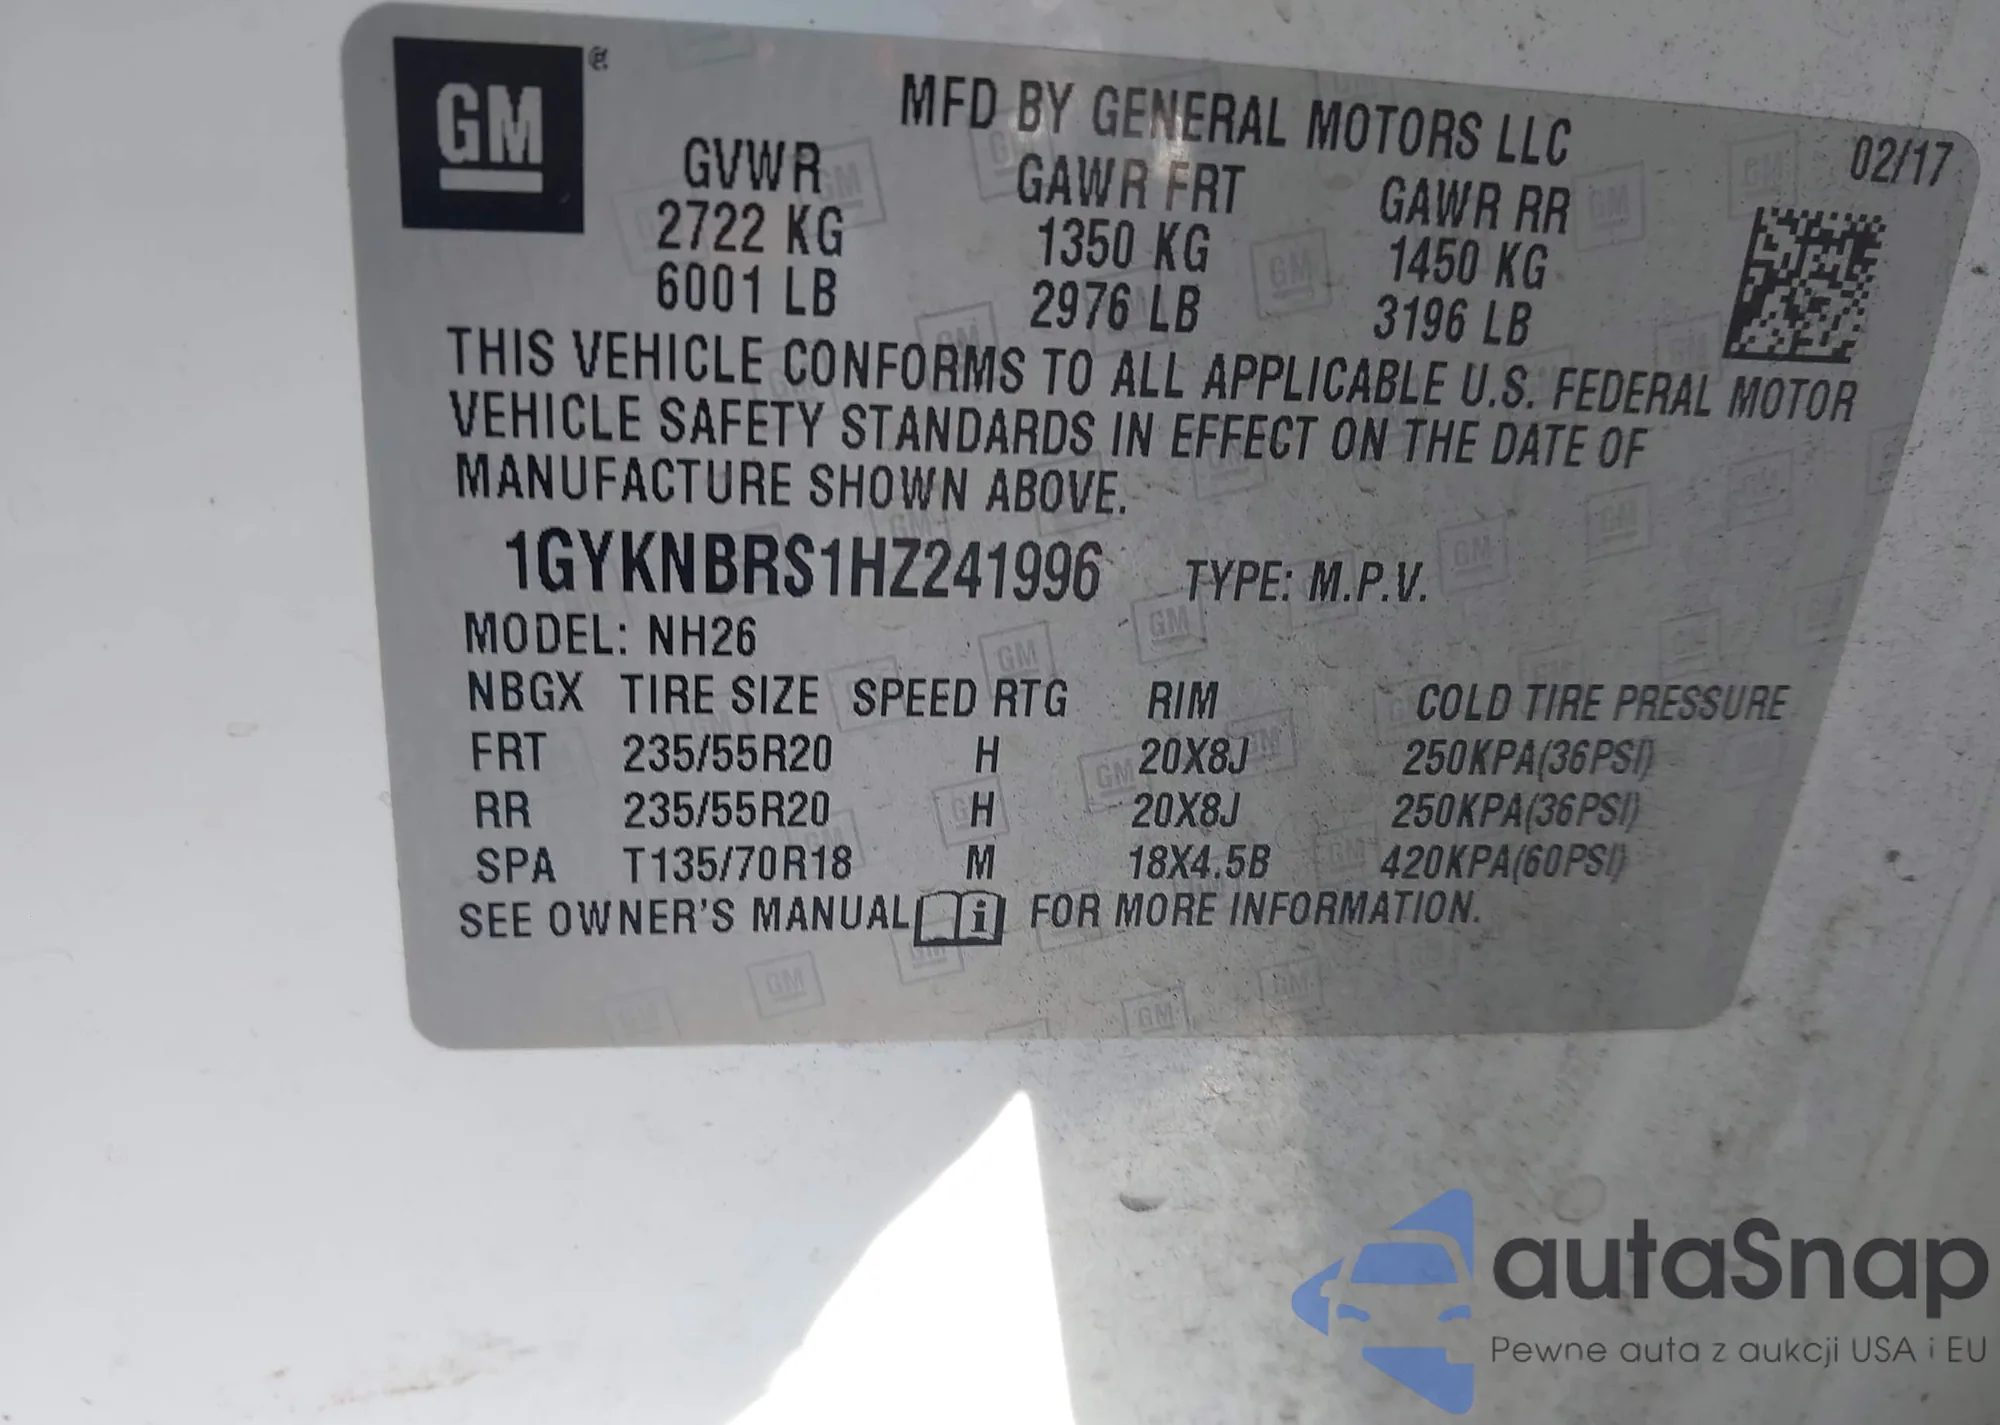 GM
MFD BY GENERAL MOTORS LLC
02/17
GVWR GAWR FRT GAWR RR
2722 KG 1350 KG 1450 KG
6001 LB 2976 LB 3196 LB
THIS VEHICLE CONFORMS TO ALL APPLICABLE U.S. FEDERAL MOTOR
VEHICLE SAFETY STANDARDS IN EFFECT ON THE DATE OF
MANUFACTURE SHOWN ABOVE.
1GYKNBRS1HZ241996 TYPE: M.P.V.
MODEL: NH26
NBGX TIRE SIZE SPEED RTG RIM COLD TIRE PRESSURE
FRT 235/55R20 H 20X8J 250KPA(36PSI)
RR 235/55R20 H 20X8J 250KPA(36PSI)
SPA T135/70R18 M 18X4.5B 420KPA(60PSI)
SEE OWNER'S MANUAL i FOR MORE INFORMATION.
autaSnap
Pewne auta z aukcji USA i EU